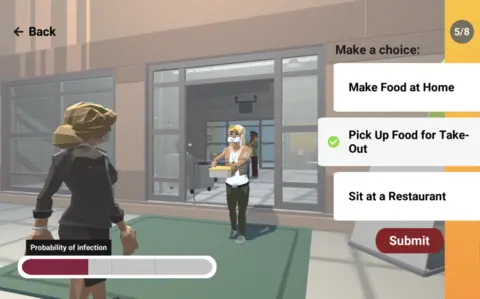 ← Back
5/8
Make a choice:
Make Food at Home
Pick Up Food for Take-
Out
Sit at a Restaurant
Submit
Probability of infection